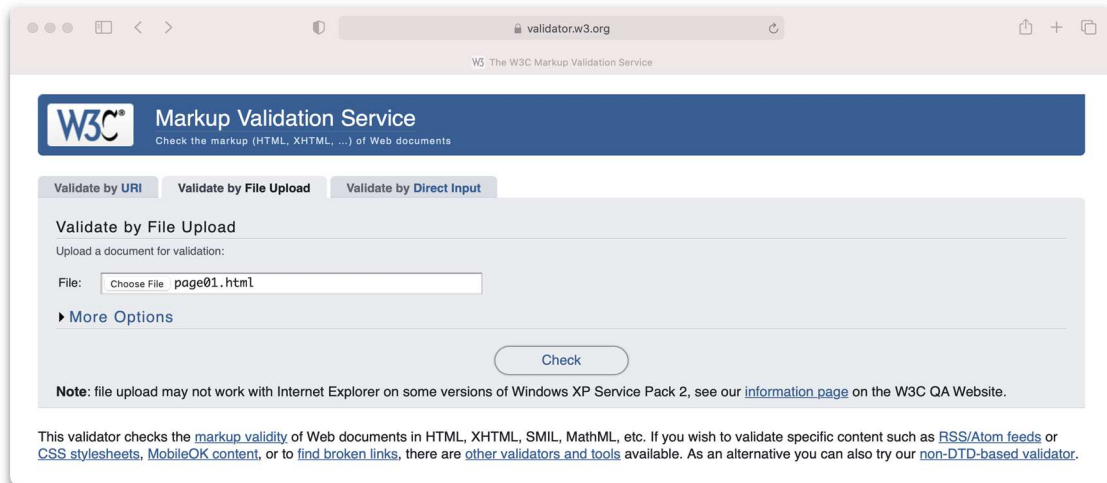 validator.w3.org
W3 The W3C Markup Validation Service
W3C® Markup Validation Service
Check the markup (HTML, XHTML, ...) of Web documents
Validate by URI Validate by File Upload Validate by Direct Input
Validate by File Upload
Upload a document for validation:
File: Choose File page01.html
More Options
Check
Note: file upload may not work with Internet Explorer on some versions of Windows XP Service Pack 2, see our information page on the W3C QA Website.
This validator checks the markup validity of Web documents in HTML, XHTML, SMIL, MathML, etc. If you wish to validate specific content such as RSS/Atom feeds or
CSS stylesheets, MobileOK content, or to find broken links, there are other validators and tools available. As an alternative you can also try our non-DTD-based validator.